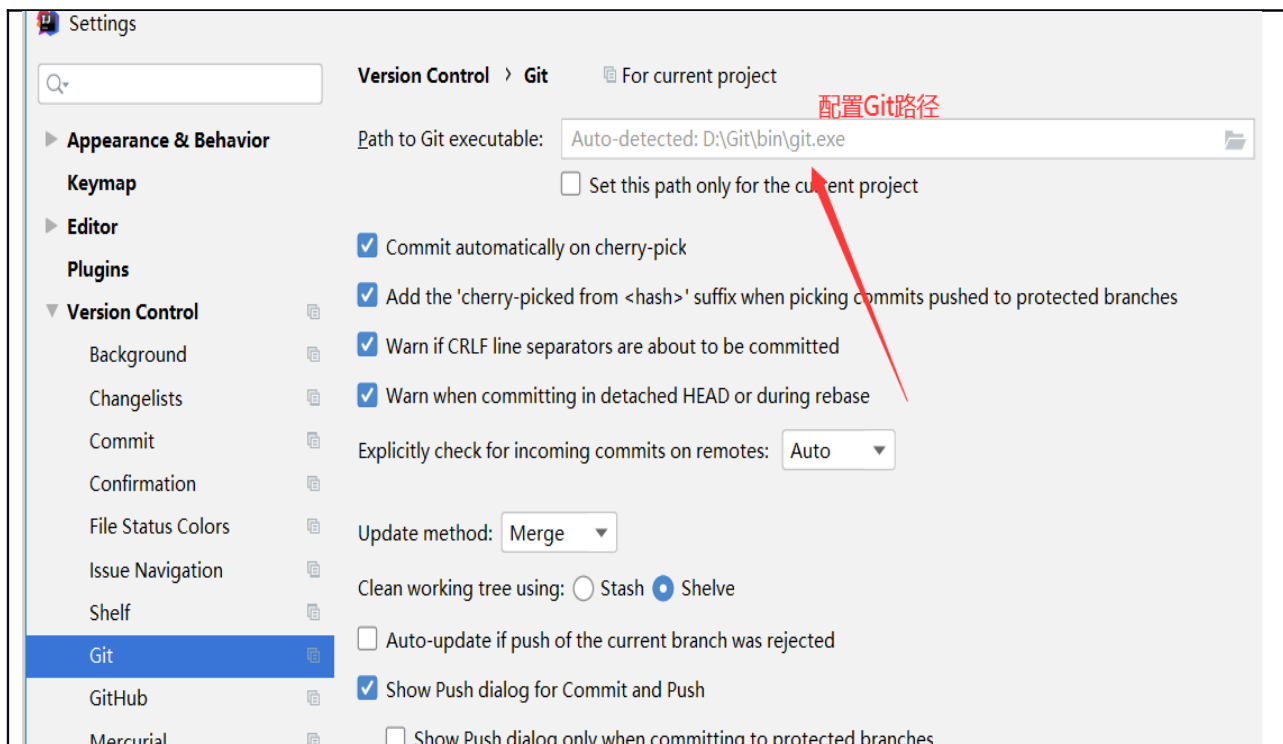 Settings
Version Control › Git For current project
配置Git路径
Path to Git executable: Auto-detected: D:\Git\bin\git.exe
Set this path only for the current project
Appearance & Behavior
Keymap
Editor
Plugins
Version Control
Background
Changelists
Commit
Confirmation
File Status Colors
Issue Navigation
Shelf
Git
GitHub
Mercurial
Commit automatically on cherry-pick
Add the 'cherry-picked from <hash>' suffix when picking commits pushed to protected branches
Warn if CRLF line separators are about to be committed
Warn when committing in detached HEAD or during rebase
Explicitly check for incoming commits on remotes: Auto
Update method: Merge
Clean working tree using: Stash Shelve
Auto-update if push of the current branch was rejected
Show Push dialog for Commit and Push
Show Push dialog only when committing to protected branches